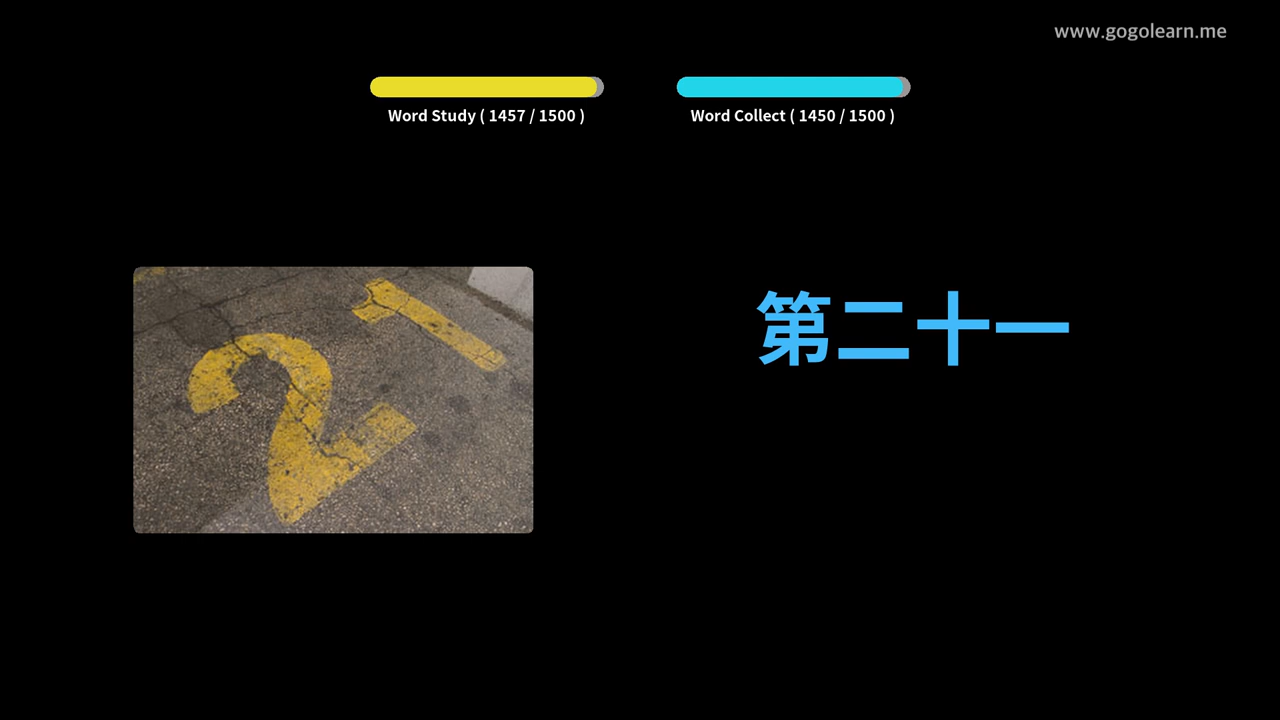 www.gogolearn.me
Word Study ( 1457 / 1500 )
Word Collect ( 1450 / 1500 )
21
第二十一